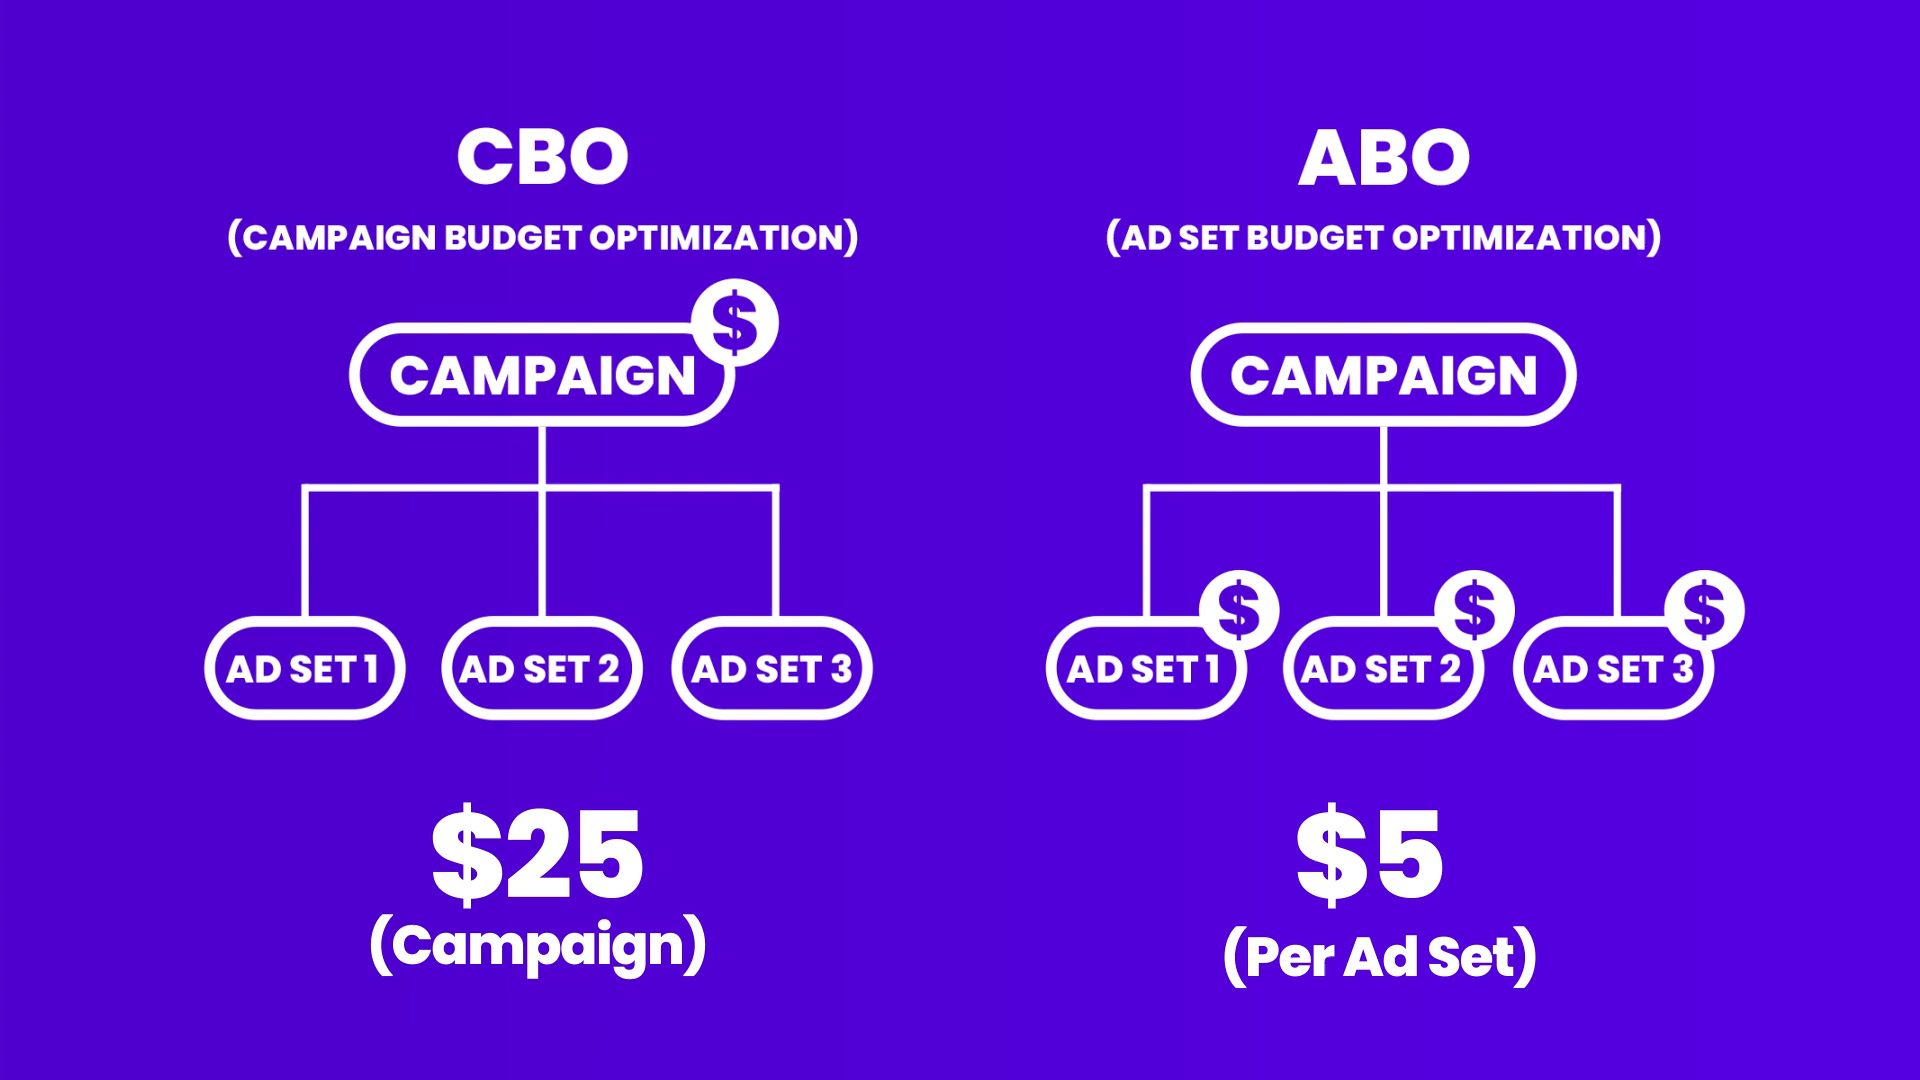 CBO
(CAMPAIGN BUDGET OPTIMIZATION)
$
CAMPAIGN
AD SET 1
AD SET 2
AD SET 3
$25
(Campaign)
ABO
(AD SET BUDGET OPTIMIZATION)
CAMPAIGN
$
$
$
AD SET 1
AD SET 2
AD SET 3
$5
(Per Ad Set)